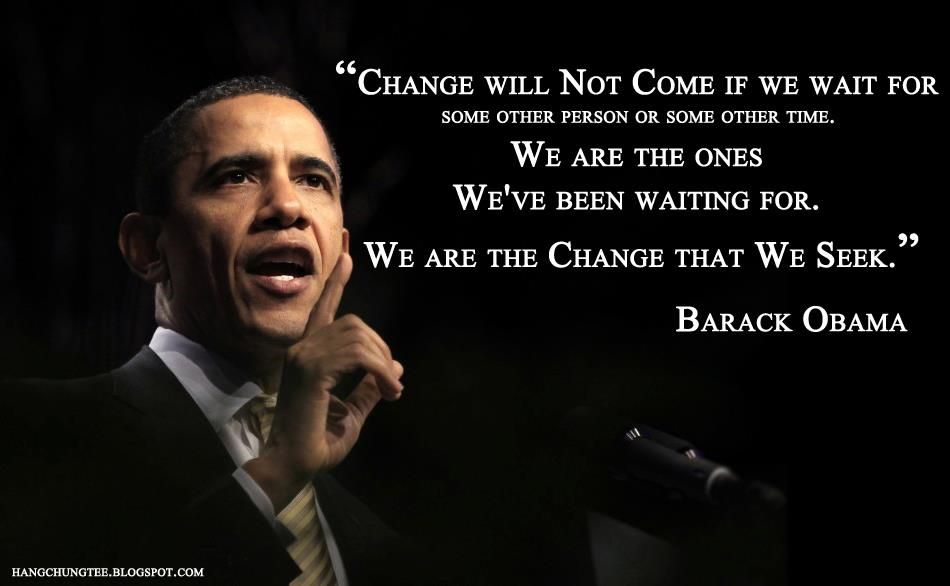 “Change will Not Come if we wait for
some other person or some other time.
We are the ones
We've been waiting for.
We are the Change that We Seek.”
Barack Obama
hangchungtee.blogspot.com